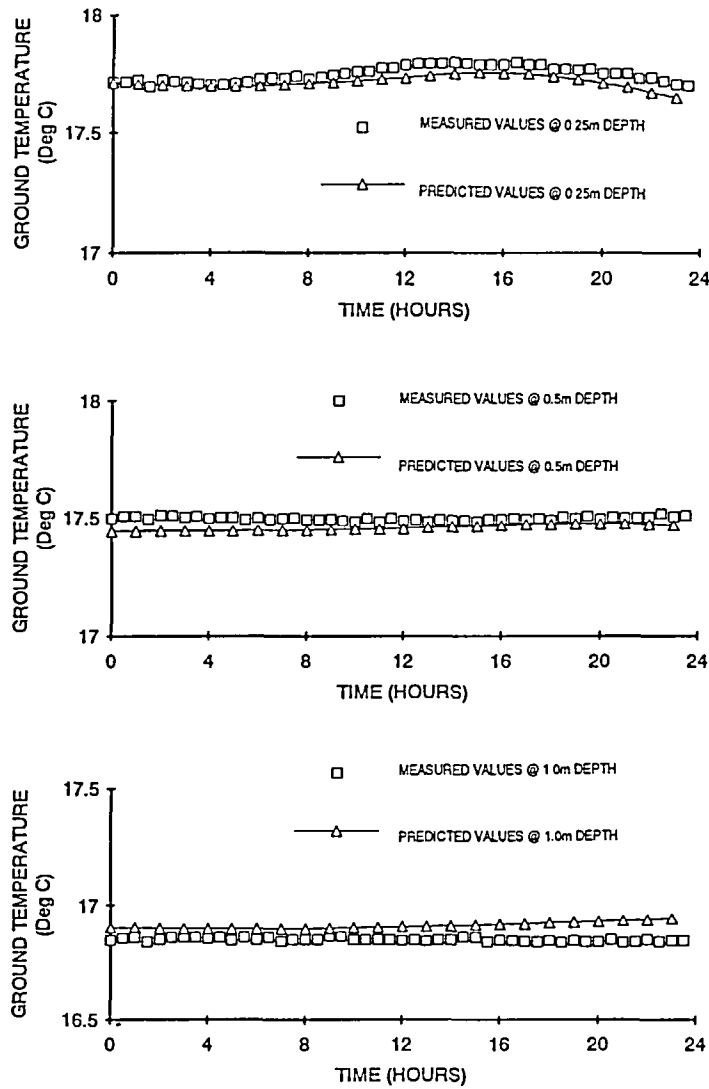 18
17.5
17
GROUND TEMPERATURE
(Deg C)
MEASURED VALUES @ 0 25m DEPTH
PREDICTED VALUES @ 0 25m DEPTH
0 4 8 12 16 20 24
TIME (HOURS)
18
17.5
17
GROUND TEMPERATURE
(Deg C)
MEASURED VALUES @ 0.5m DEPTH
PREDICTED VALUES @ 0.5m DEPTH
0 4 8 12 16 20 24
TIME (HOURS)
17.5
17
16.5
GROUND TEMPERATURE
(Deg C)
MEASURED VALUES @ 1 0m DEPTH
PREDICTED VALUES @ 1.0m DEPTH
0 4 8 12 16 20 24
TIME (HOURS)